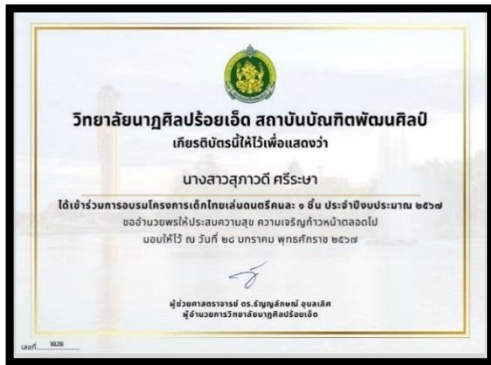 วิทยาลัยนาฏศิลปร้อยเอ็ด สถาบันบัณฑิตพัฒนศิลป์
เกียรติบัตรนี้ให้ไว้เพื่อแสดงว่า
นางสาวสุภาวดี ศรีระษา
ได้เข้าร่วมการอบรมโครงการเด็กไทยเล่นดนตรีคนละ ๑ ชิ้น ประจำปีงบประมาณ ๒๕๖๗
ขออำนวยพรให้ประสบความสุข ความเจริญก้าวหน้าตลอดไป
มอบให้ไว้ ณ วันที่ ๒๘ มกราคม พุทธศักราช ๒๕๖๗
ผู้ช่วยศาสตราจารย์ ดร.ธัญญลักษณ์ อุบลเลิศ
ผู้อำนวยการวิทยาลัยนาฏศิลปร้อยเอ็ด
เลขที่ 1828